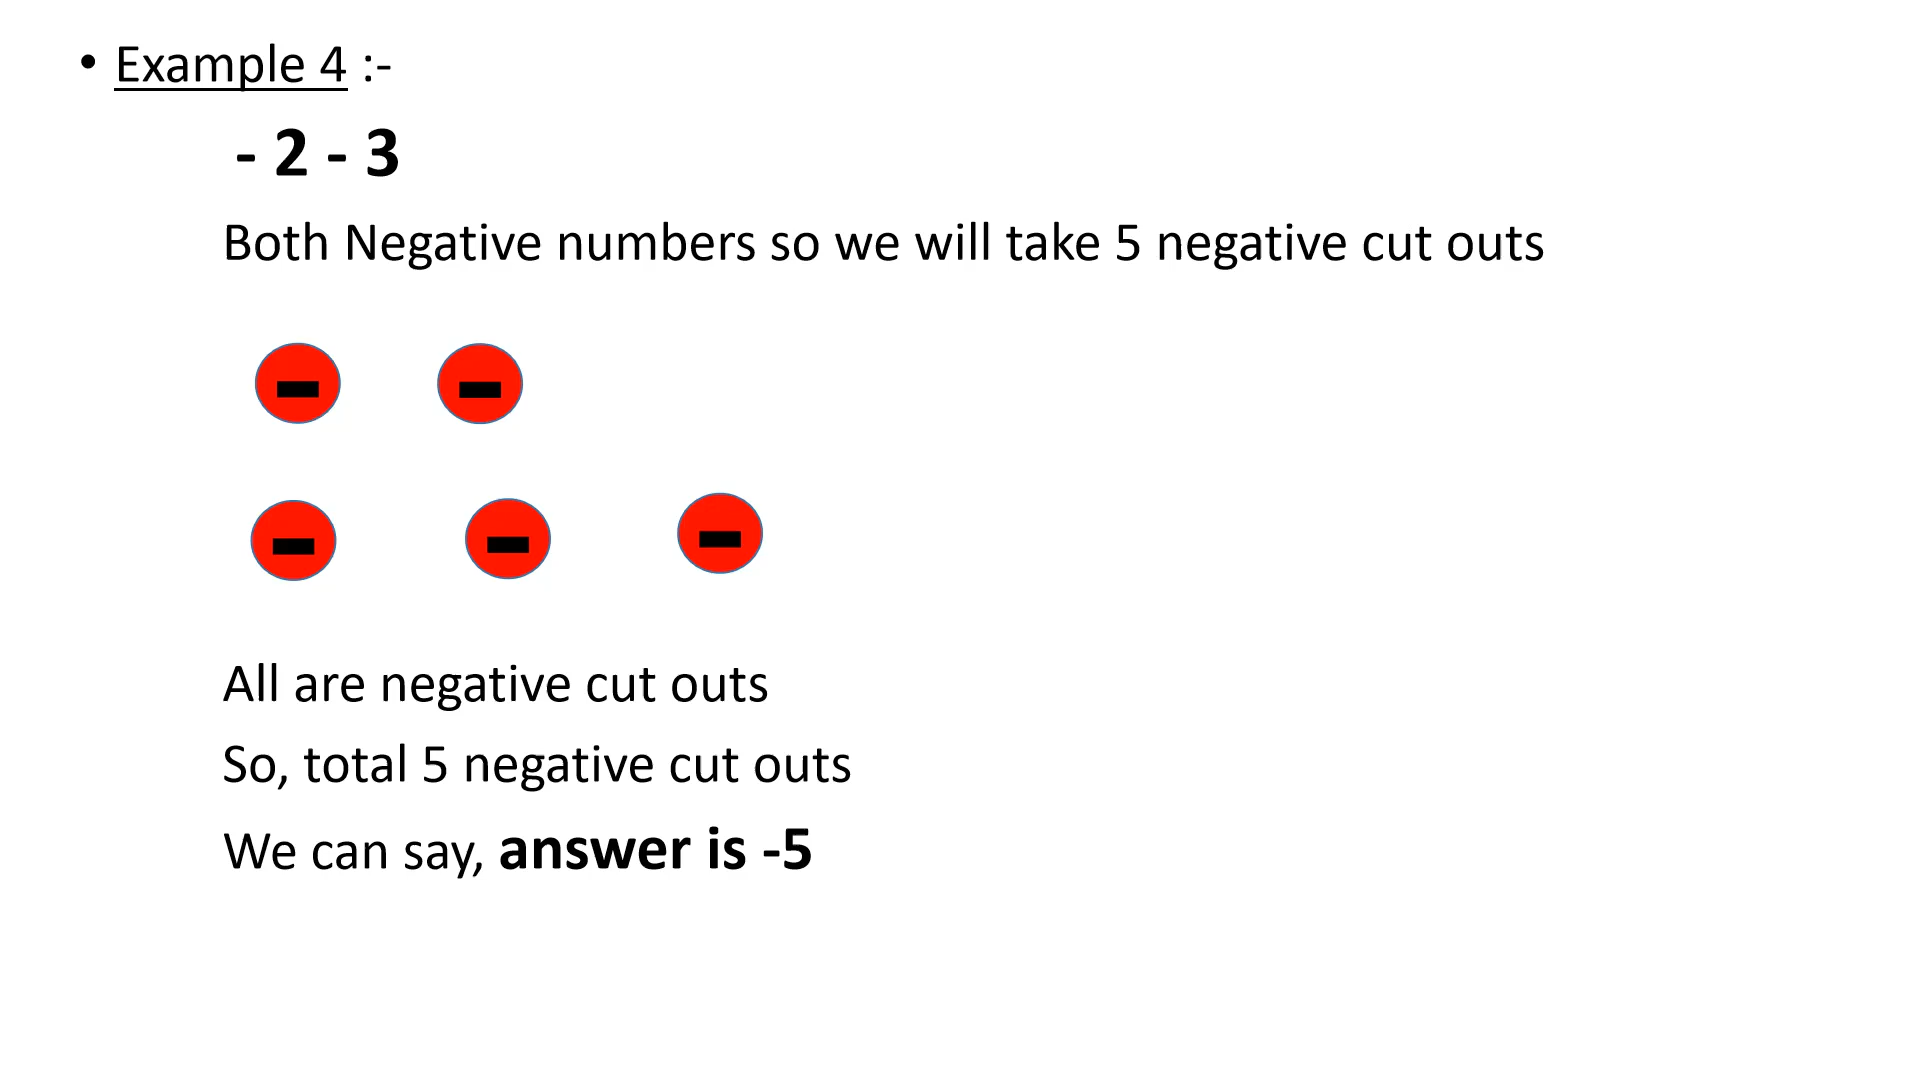 • Example 4 :-
- 2 - 3
Both Negative numbers so we will take 5 negative cut outs
- -
- - -
All are negative cut outs
So, total 5 negative cut outs
We can say, answer is -5